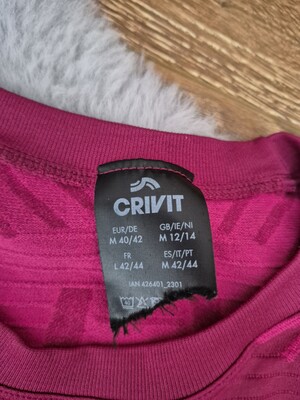 CRIVIT
EUR/DE GB/IE/NI
M 40/42 M 12/14
FR ES/IT/PT
L 42/44 M 42/44
IAN 426401_2301